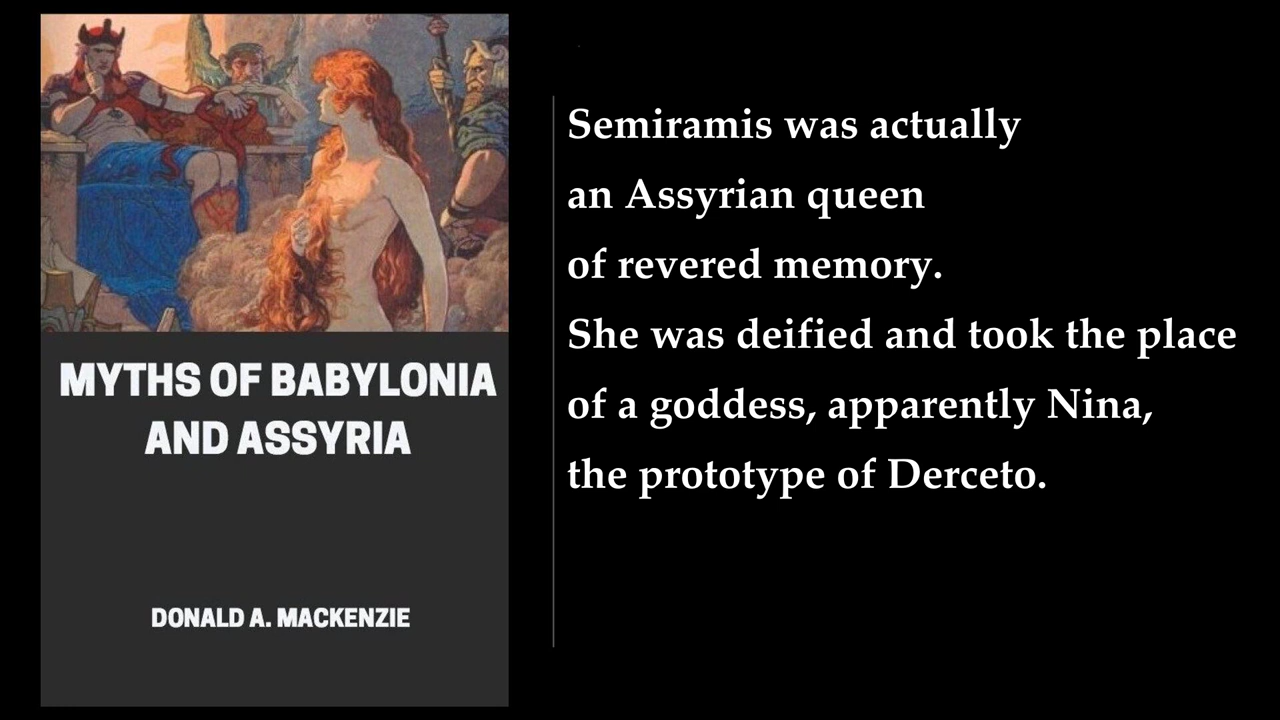 MYTHS OF BABYLONIA
AND ASSYRIA
DONALD A. MACKENZIE
Semiramis was actually
an Assyrian queen
of revered memory.
She was deified and took the place
of a goddess, apparently Nina,
the prototype of Derceto.